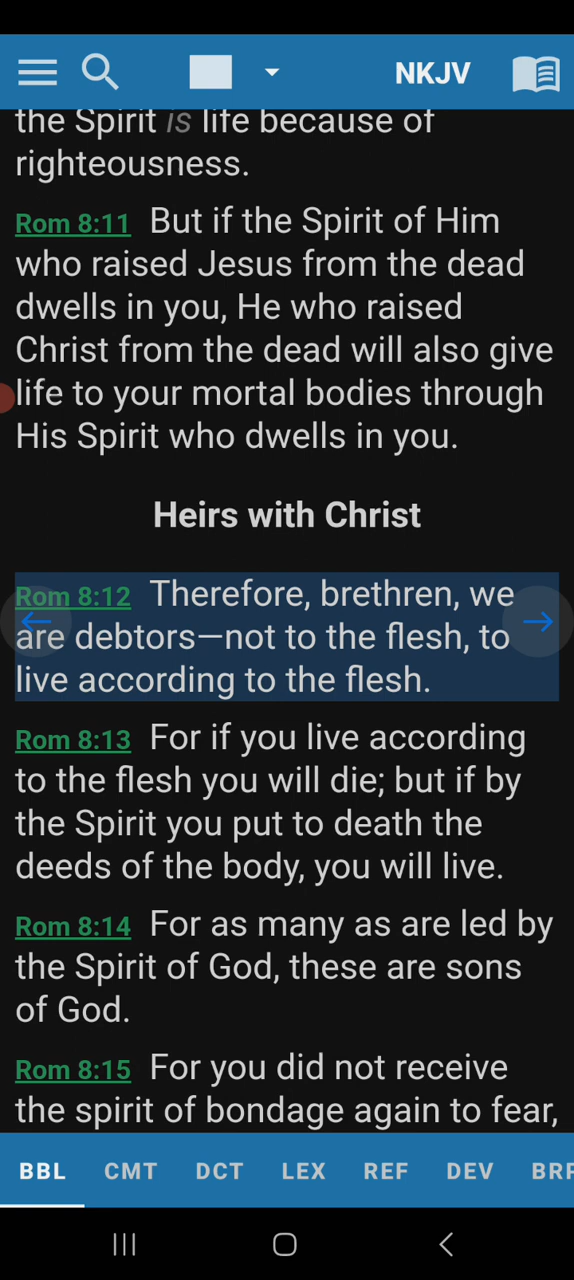 NKJV
the Spirit is life because of
righteousness.
Rom 8:11 But if the Spirit of Him
who raised Jesus from the dead
dwells in you, He who raised
Christ from the dead will also give
life to your mortal bodies through
His Spirit who dwells in you.
Heirs with Christ
Rom 8:12 Therefore, brethren, we
are debtors—not to the flesh, to
live according to the flesh.
Rom 8:13 For if you live according
to the flesh you will die; but if by
the Spirit you put to death the
deeds of the body, you will live.
Rom 8:14 For as many as are led by
the Spirit of God, these are sons
of God.
Rom 8:15 For you did not receive
the spirit of bondage again to fear,
BBL CMT DCT LEX REF DEV BRP